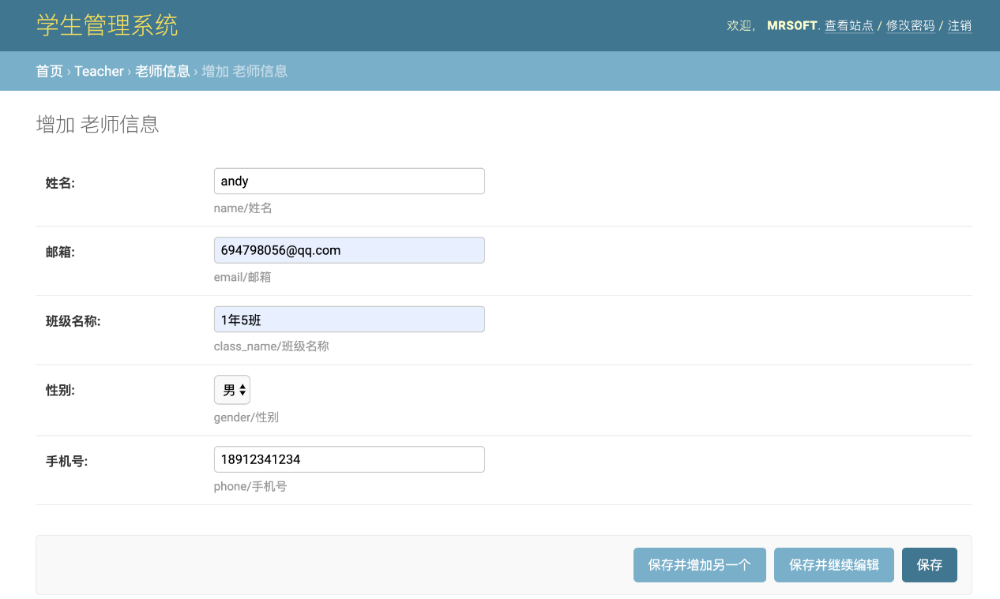 学生管理系统
欢迎， MRSOFT. 查看站点 / 修改密码 / 注销
首页 › Teacher › 老师信息 › 增加 老师信息
增加 老师信息
姓名: andy
name/姓名
邮箱: 694798056@qq.com
email/邮箱
班级名称: 1年5班
class_name/班级名称
性别: 男
gender/性别
手机号: 18912341234
phone/手机号
保存并增加另一个 保存并继续编辑 保存